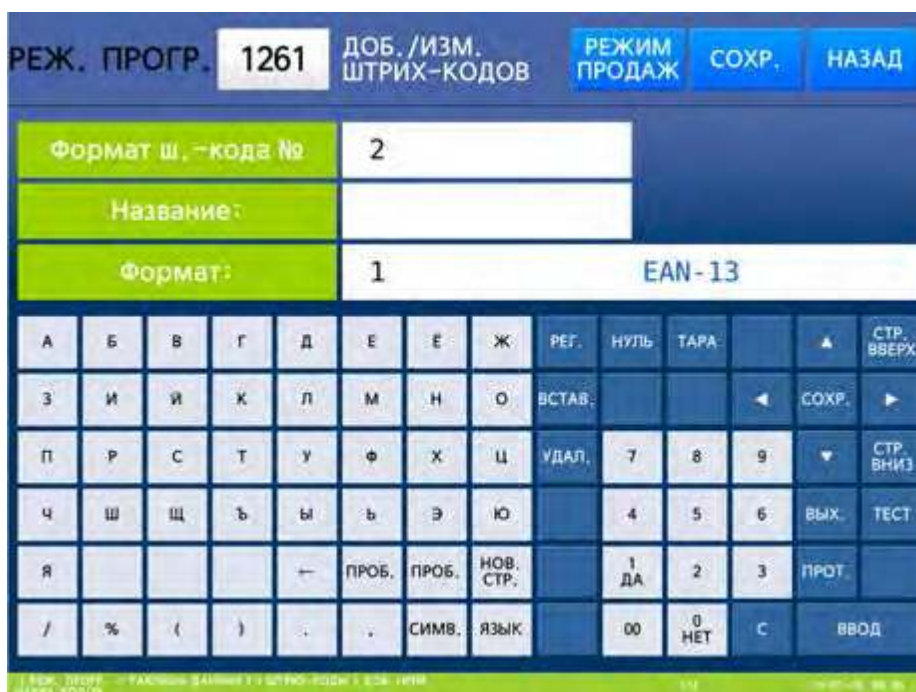 РЕЖ. ПРОГР. 1261 ДОБ./ИЗМ. ШТРИХ-КОДОВ РЕЖИМ ПРОДАЖ СОХР. НАЗАД
Формат ш.-кода № 2
Название:
Формат: 1 EAN-13
А Б В Г Д Е Ё Ж РЕГ. НУЛЬ ТАРА ▲ СТР. ВВЕРХ
З И Й К Л М Н О ВСТАВ. ◄ СОХР. ►
П Р С Т У Ф Х Ц УДАЛ. 7 8 9 ▼ СТР. ВНИЗ
Ч Ш Щ Ъ Ы Ь Э Ю 4 5 6 ВЫХ. ТЕСТ
Я ← ПРОБ. ПРОБ. НОВ. СТР. 1 ДА 2 3 ПРОТ.
/ % ( ) СИМВ. ЯЗЫК 00 0 НЕТ C ВВОД